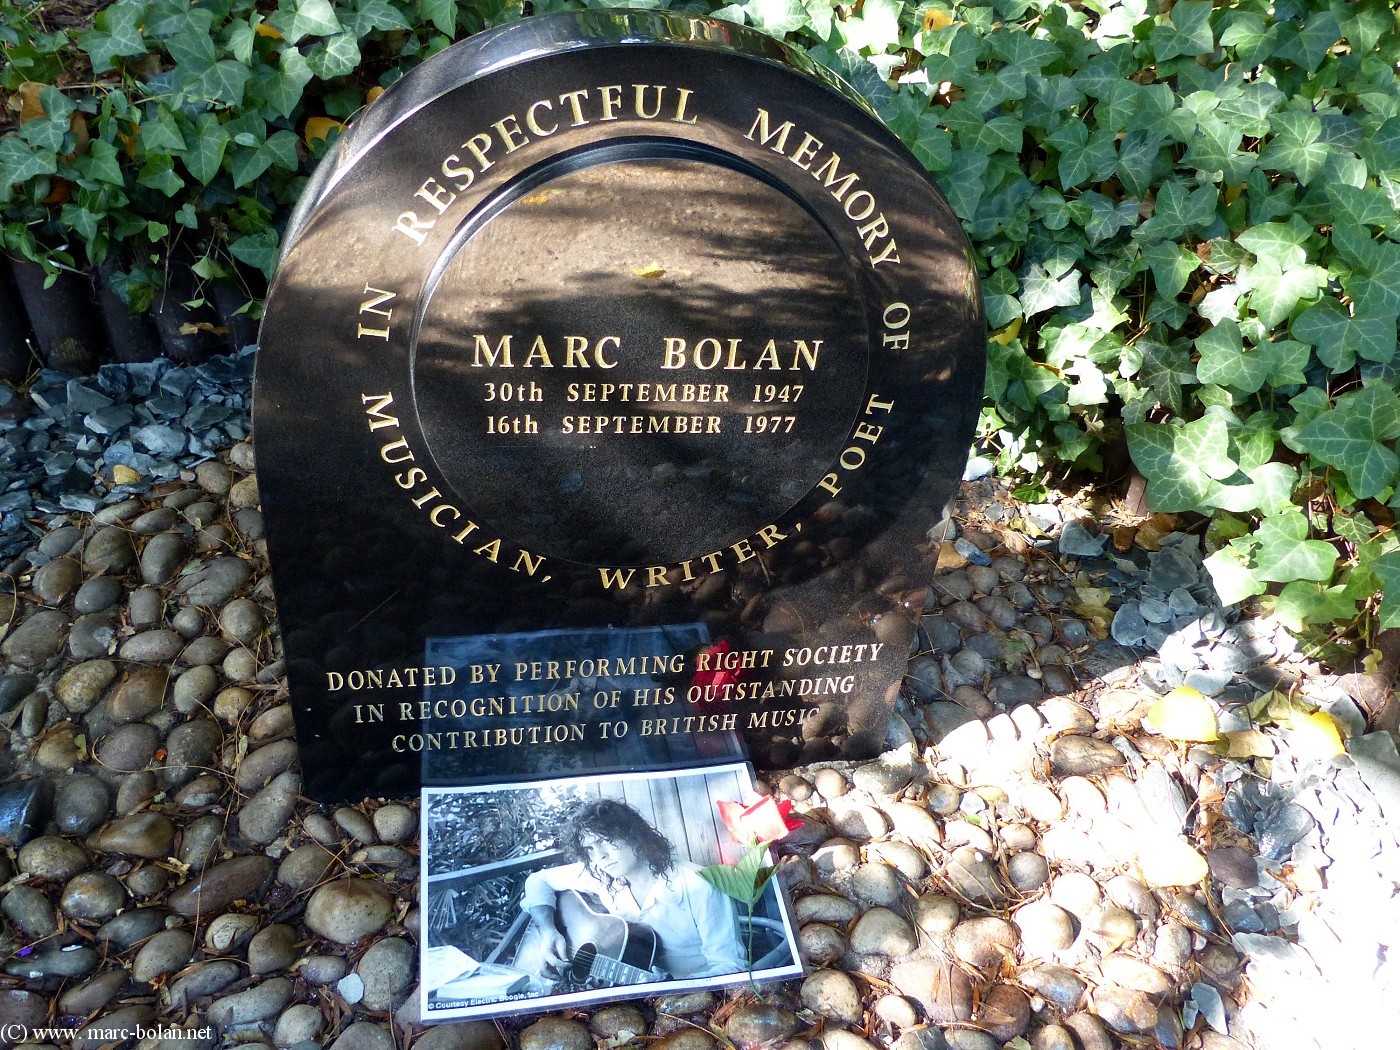 IN RESPECTFUL MEMORY OF
MARC BOLAN
30th SEPTEMBER 1947
16th SEPTEMBER 1977
MUSICIAN, WRITER, POET
DONATED BY PERFORMING RIGHT SOCIETY
IN RECOGNITION OF HIS OUTSTANDING
CONTRIBUTION TO BRITISH MUSIC
© Courtesy Electric Boogie, Inc.
(C) www. marc-bolan.net